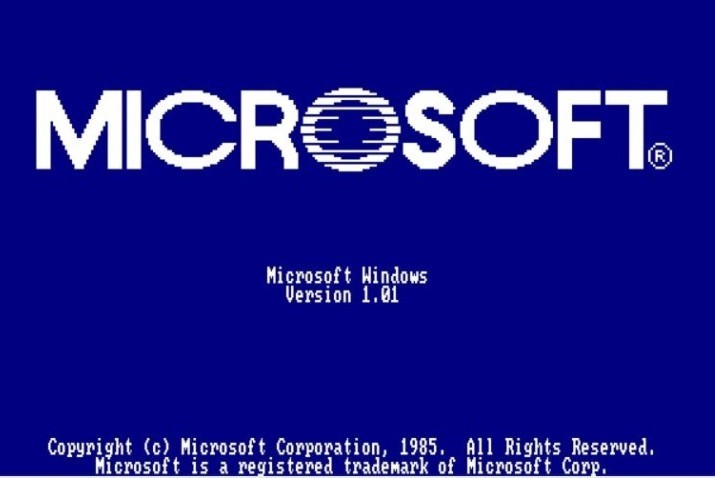 MICROSOFT®
Microsoft Windows
Version 1.01
Copyright (c) Microsoft Corporation, 1985.  All Rights Reserved.
Microsoft is a registered trademark of Microsoft Corp.